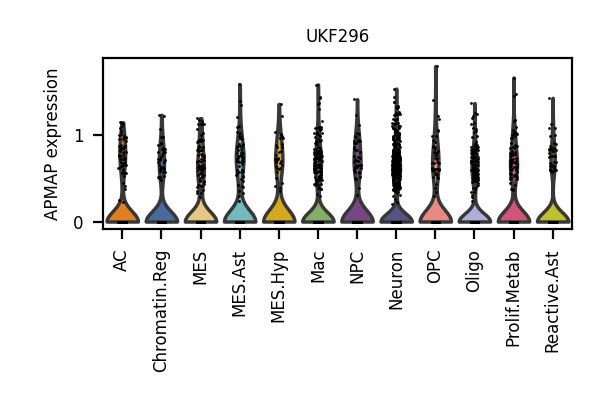 UKF296
APMAP expression
1
0
AC
Chromatin.Reg
MES
MES.Ast
MES.Hyp
Mac
NPC
Neuron
OPC
Oligo
Prolif.Metab
Reactive.Ast